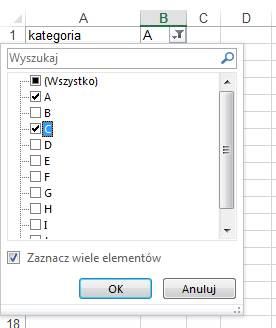 A B C D
1 kategoria A
Wyszukaj
(Wszystko)
A
B
C
D
E
F
G
H
I
Zaznacz wiele elementów
OK Anuluj
18